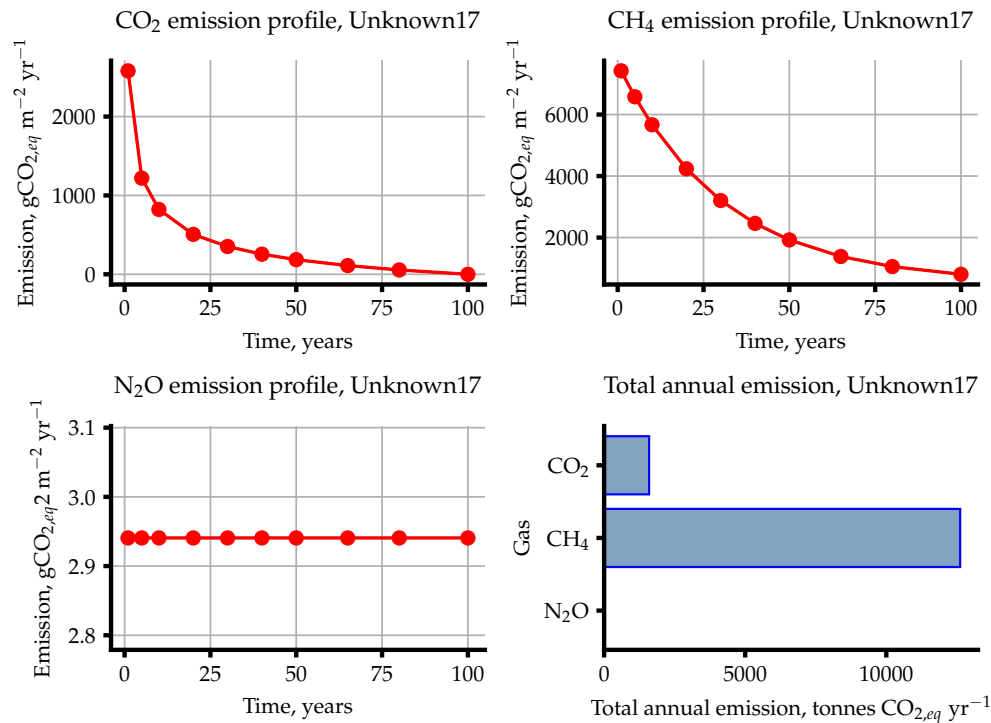 CO₂ emission profile, Unknown17
Emission, gCO₂,eq m⁻² yr⁻¹
2000
1000
0
0 25 50 75 100
Time, years
CH₄ emission profile, Unknown17
Emission, gCO₂,eq m⁻² yr⁻¹
6000
4000
2000
0 25 50 75 100
Time, years
N₂O emission profile, Unknown17
Emission, gCO₂,eq2 m⁻² yr⁻¹
3.1
3.0
2.9
2.8
0 25 50 75 100
Time, years
Total annual emission, Unknown17
Gas
CO₂
CH₄
N₂O
0 5000 10000
Total annual emission, tonnes CO₂,eq yr⁻¹